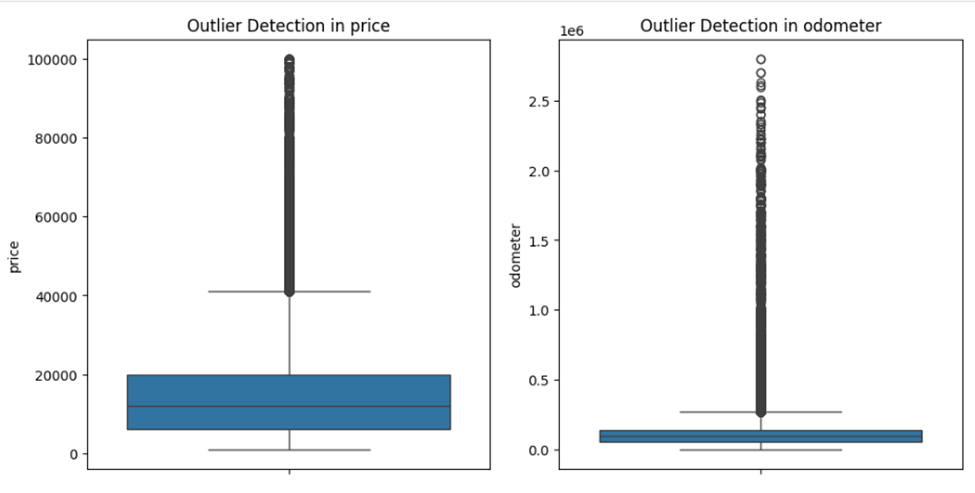 Outlier Detection in price
price
100000
80000
60000
40000
20000
0
Outlier Detection in odometer
1e6
odometer
2.5
2.0
1.5
1.0
0.5
0.0